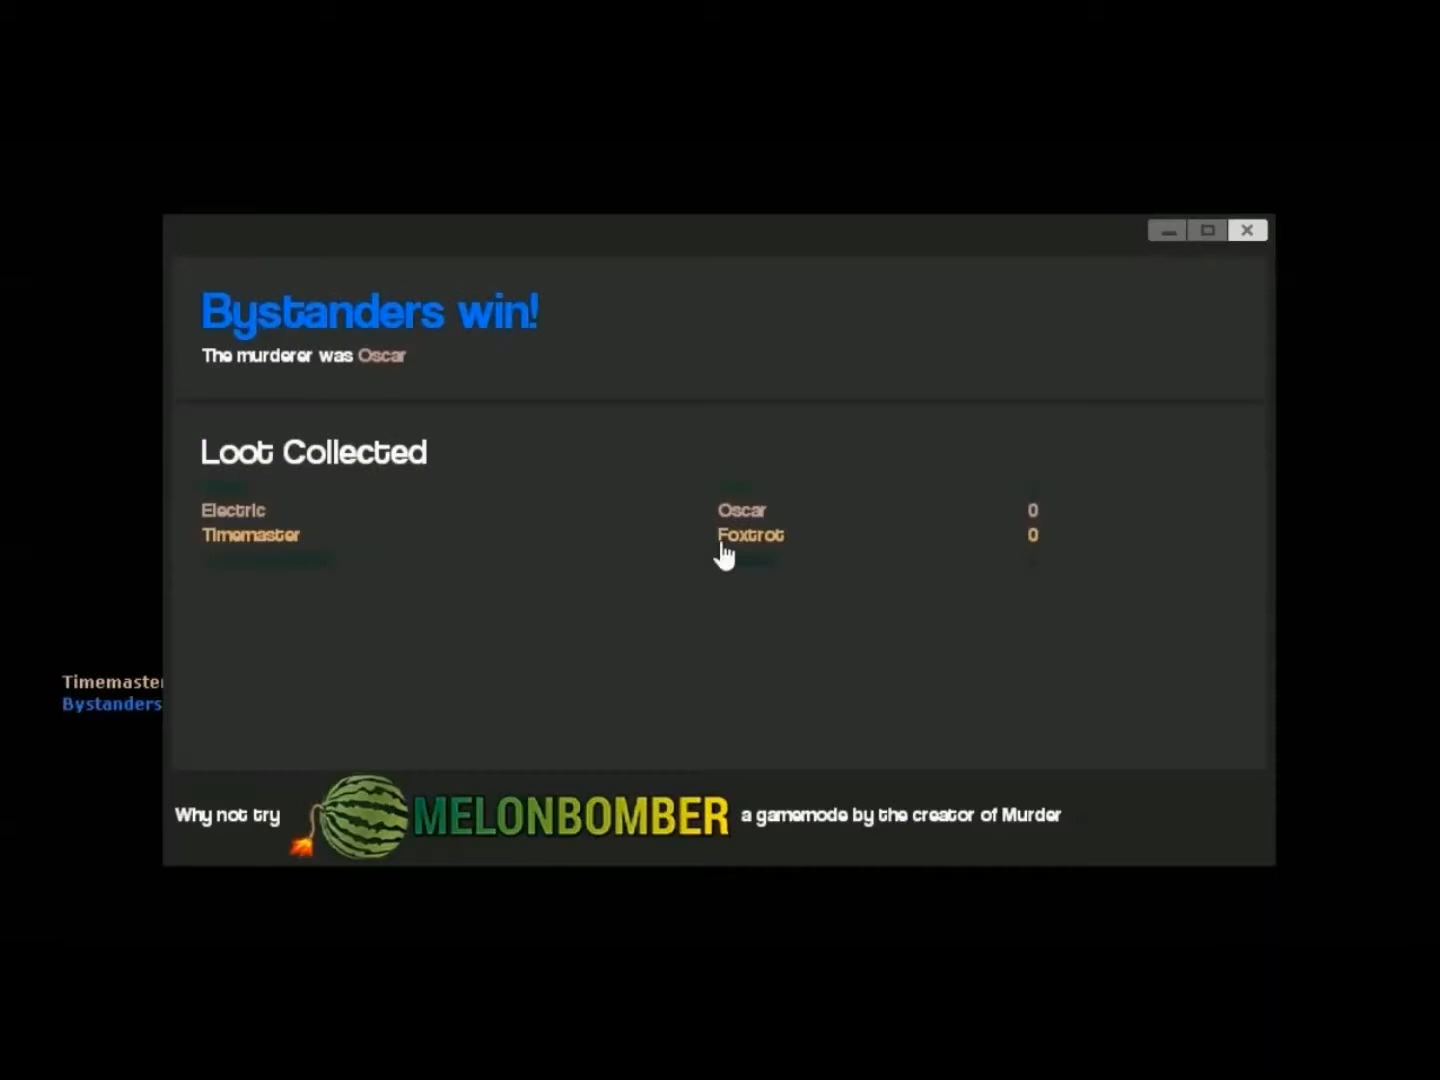 Bystanders win!
The murderer was Oscar
Loot Collected
Electric Oscar 0
Timemaster Foxtrot 0
Timemaster
Bystanders
Why not try MELONBOMBER a gamemode by the creator of Murder